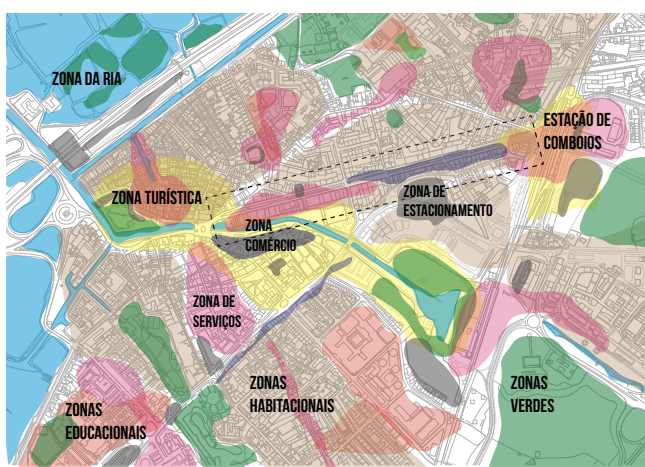 ZONA DA RIA
ESTAÇÃO DE
COMBOIOS
ZONA TURÍSTICA
ZONA DE
ESTACIONAMENTO
ZONA
COMÉRCIO
ZONA DE
SERVIÇOS
ZONAS
EDUCACIONAIS
ZONAS
HABITACIONAIS
ZONAS
VERDES